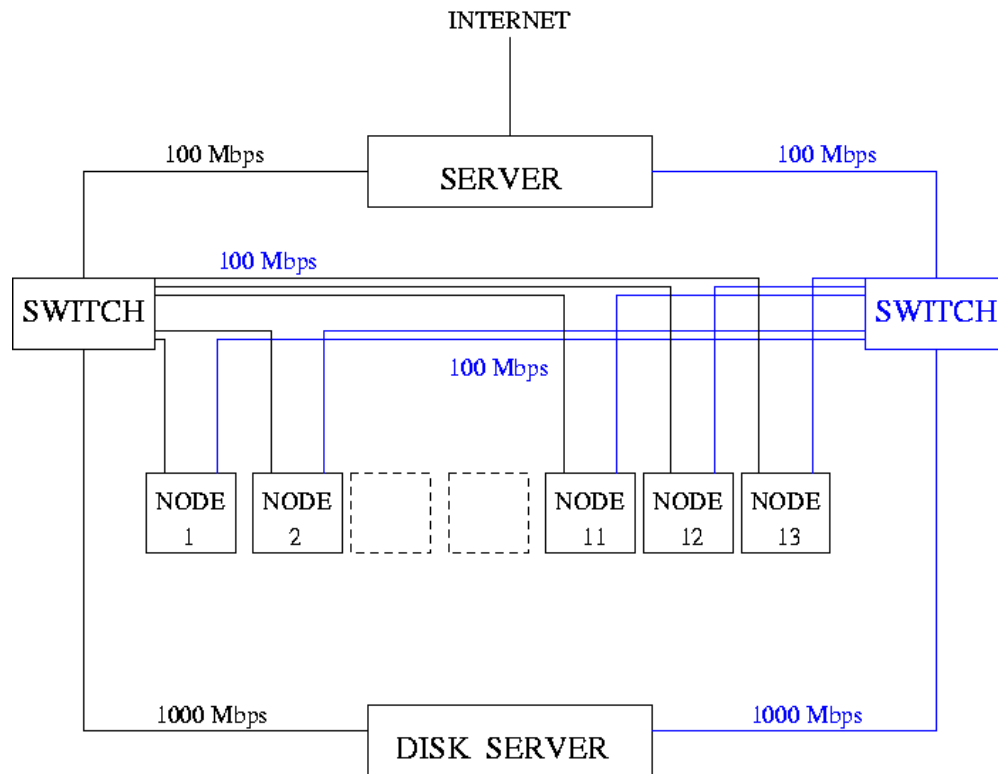 INTERNET
100 Mbps
SERVER
100 Mbps
100 Mbps
SWITCH
SWITCH
100 Mbps
NODE
1
NODE
2
NODE
11
NODE
12
NODE
13
1000 Mbps
DISK SERVER
1000 Mbps